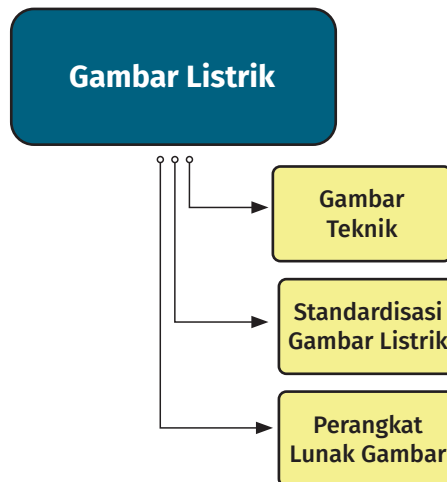 Gambar Listrik
Gambar
Teknik
Standardisasi
Gambar Listrik
Perangkat
Lunak Gambar